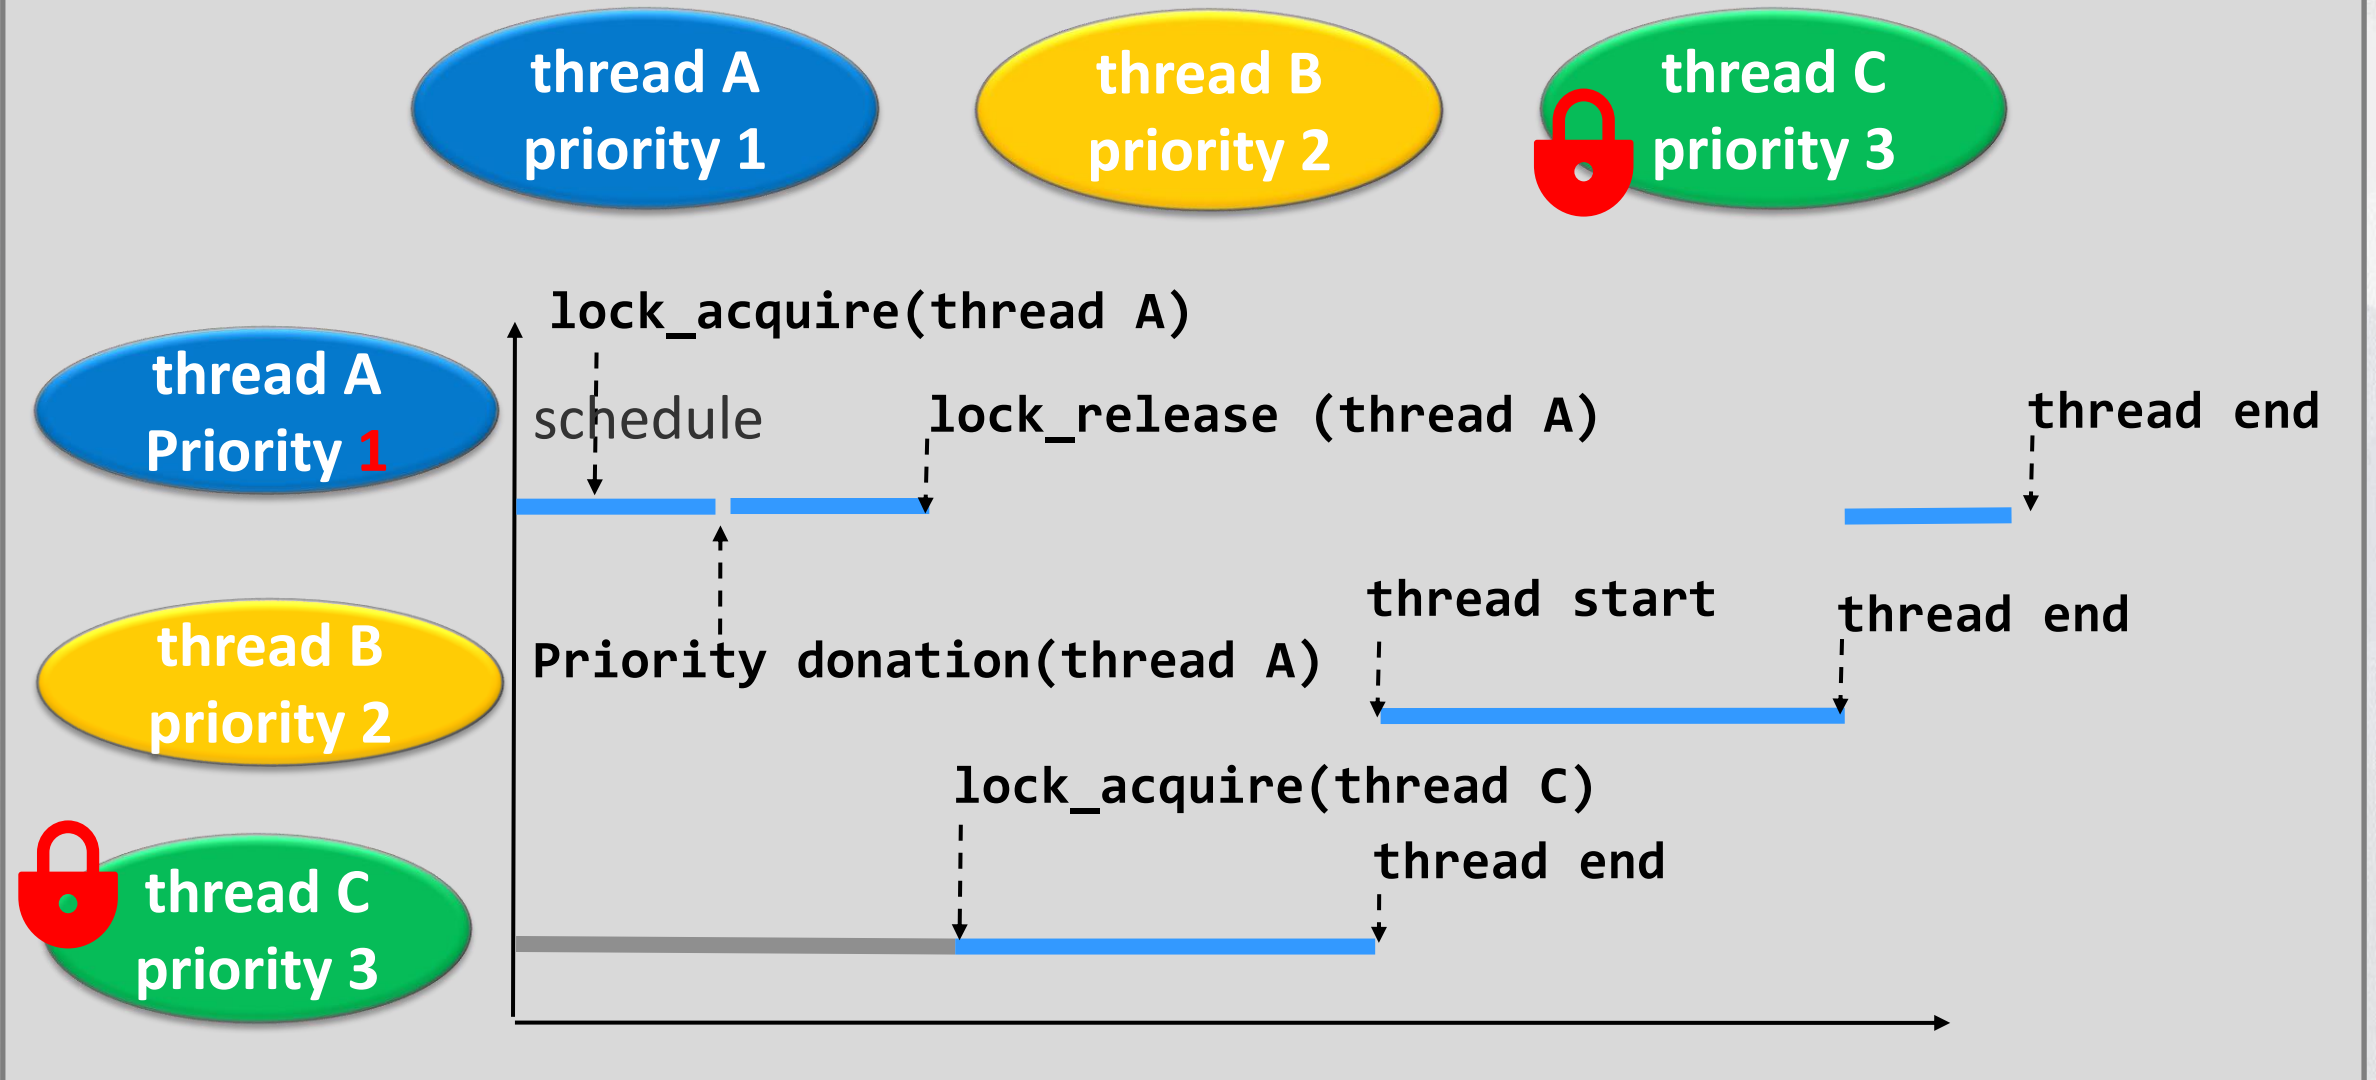 thread A
priority 1
thread B
priority 2
thread C
priority 3
lock_acquire(thread A)
thread A
Priority 1
schedule
lock_release (thread A)
thread end
thread B
priority 2
Priority donation(thread A)
thread start
thread end
lock_acquire(thread C)
thread end
thread C
priority 3